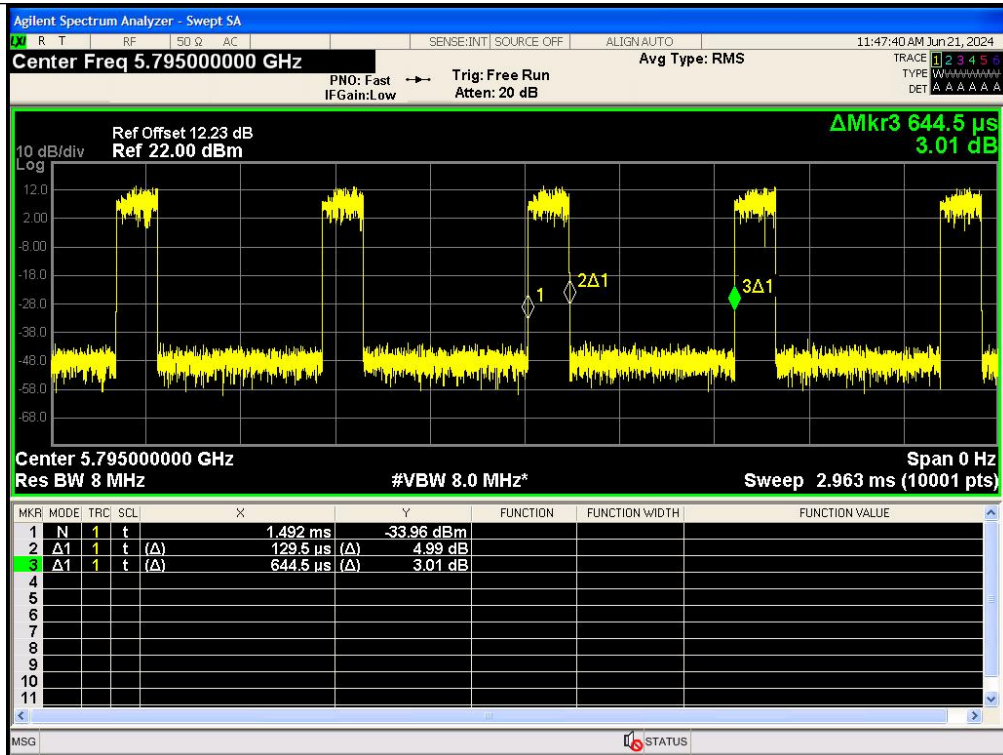 Agilent Spectrum Analyzer - Swept SA
LXI R T RF 50 Ω AC SENSE:INT SOURCE OFF ALIGN AUTO 11:47:40 AM Jun 21, 2024
Center Freq 5.795000000 GHz Avg Type: RMS TRACE 1 2 3 4 5 6
PNO: Fast Trig: Free Run TYPE WWWWWW
IFGain:Low Atten: 20 dB DET A A A A A A
ΔMkr3 644.5 µs
3.01 dB
Ref Offset 12.23 dB
10 dB/div Ref 22.00 dBm
Log
12.0
2.00
-8.00
-18.0
-28.0
-38.0
-48.0
-58.0
-68.0
1
2Δ1
3Δ1
Center 5.795000000 GHz Span 0 Hz
Res BW 8 MHz #VBW 8.0 MHz* Sweep 2.963 ms (10001 pts)
MKR MODE TRC SCL X Y FUNCTION FUNCTION WIDTH FUNCTION VALUE
1 N 1 t 1.492 ms -33.96 dBm
2 Δ1 1 t (Δ) 129.5 µs (Δ) 4.99 dB
3 Δ1 1 t (Δ) 644.5 µs (Δ) 3.01 dB
4
5
6
7
8
9
10
11
MSG STATUS